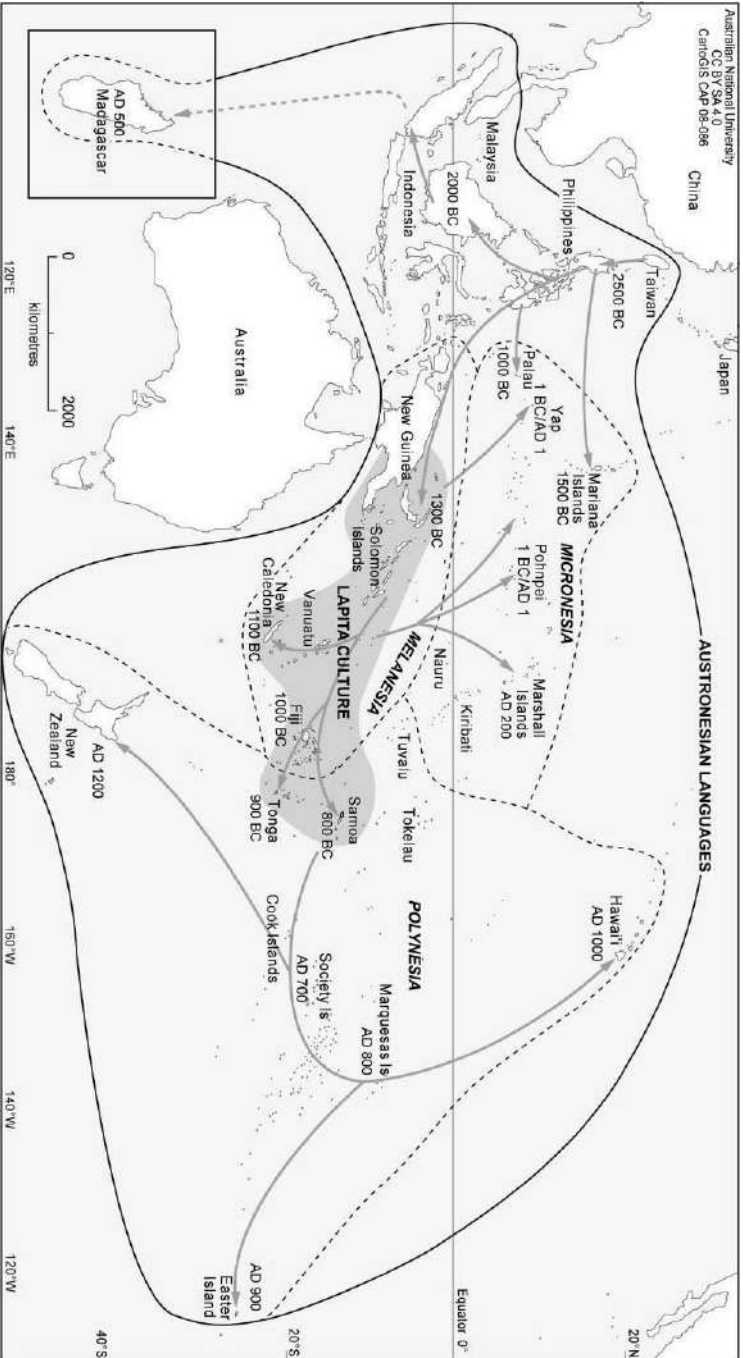 Australian National University
CC BY SA 4.0
CartoGIS CAP 08-086
China
Japan
Taiwan
2500 BC
Philippines
Malaysia
2000 BC
Indonesia
AD 500
Madagascar
Mariana
Islands
1500 BC
Palau
1000 BC
Yap
1 BC/AD 1
MICRONESIA
Pohnpei
1 BC/AD 1
Marshall
Islands
AD 200
AUSTRONESIAN LANGUAGES
Hawai'i
AD 1000
New Guinea
1300 BC
Solomon
Islands
MELANESIA
Nauru
Kiribati
LAPITA CULTURE
Vanuatu
New
Caledonia
1100 BC
Fiji
1000 BC
Tuvalu
Tokelau
Samoa
800 BC
Tonga
900 BC
POLYNESIA
Cook Islands
Society Is
AD 700
Marquesas Is
AD 800
AD 900
Easter
Island
AD 1200
New
Zealand
Australia
0
2000
kilometres
120°E
140°E
180°
160°W
140°W
120°W
20°N
Equator 0°
20°S
40°S